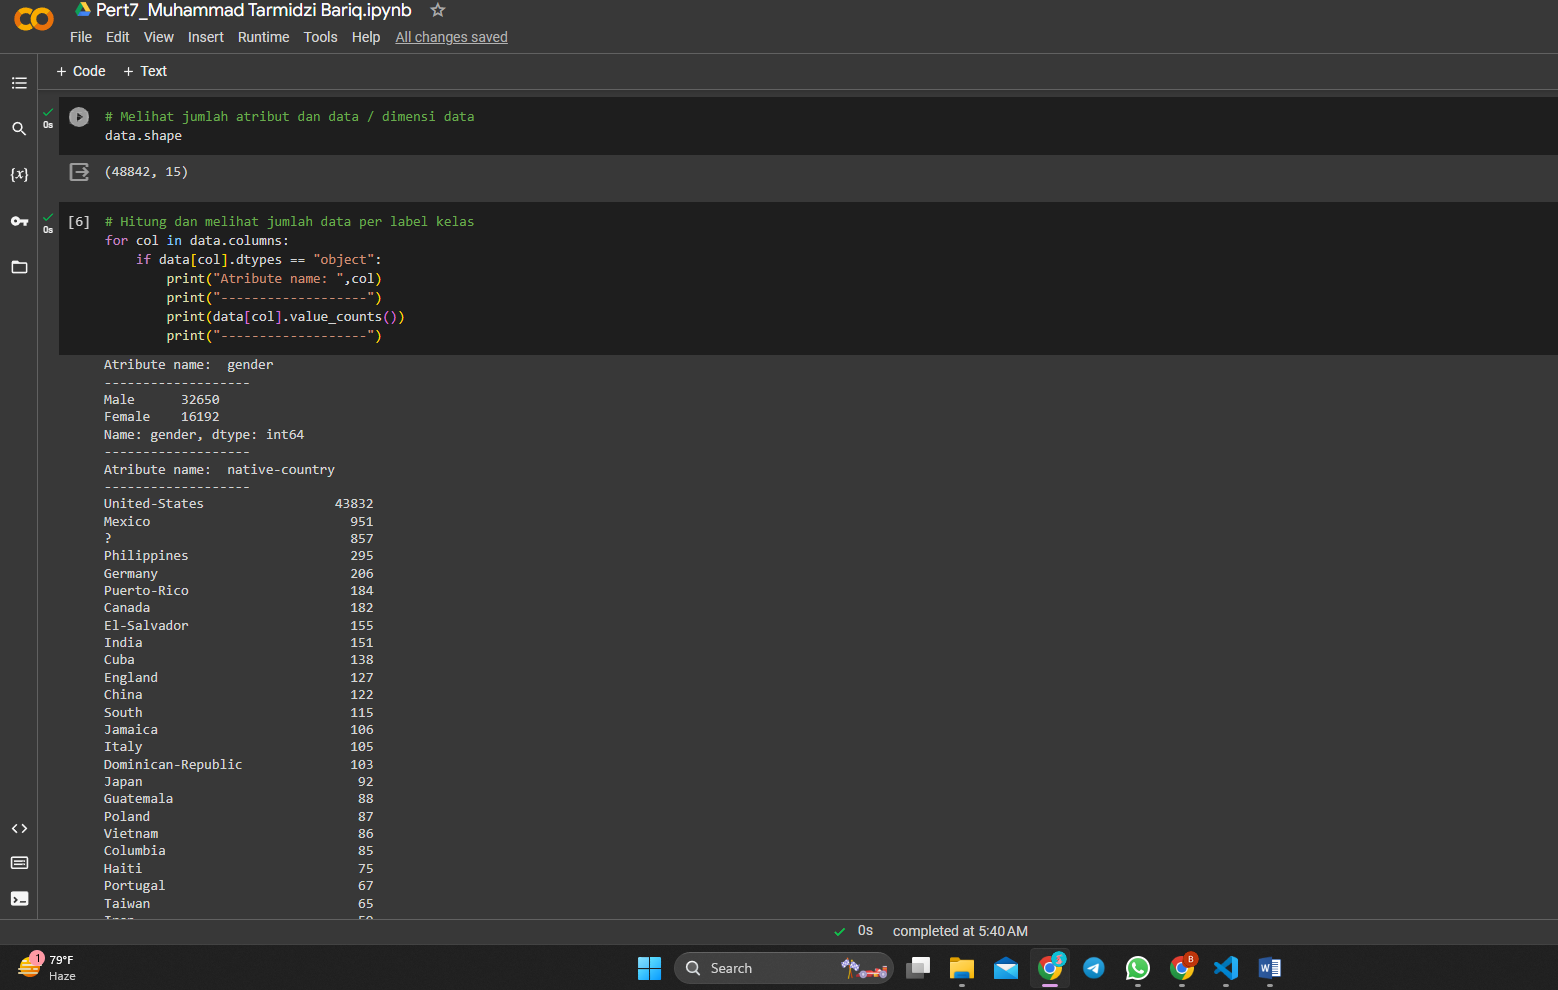 Pert7_Muhammad Tarmidzi Bariq.ipynb
File Edit View Insert Runtime Tools Help All changes saved
+ Code + Text
0s
# Melihat jumlah atribut dan data / dimensi data
data.shape
{x}
(48842, 15)
0s
[6]
# Hitung dan melihat jumlah data per label kelas
for col in data.columns:
    if data[col].dtypes == "object":
        print("Atribute name: ",col)
        print("-------------------")
        print(data[col].value_counts())
        print("-------------------")
Atribute name:  gender
-------------------
Male      32650
Female    16192
Name: gender, dtype: int64
-------------------
Atribute name:  native-country
-------------------
United-States                 43832
Mexico                          951
?                               857
Philippines                     295
Germany                         206
Puerto-Rico                     184
Canada                          182
El-Salvador                     155
India                           151
Cuba                            138
England                         127
China                           122
South                           115
Jamaica                         106
Italy                           105
Dominican-Republic              103
Japan                            92
Guatemala                        88
Poland                           87
Vietnam                          86
Columbia                         85
Haiti                            75
Portugal                         67
Taiwan                           65
0s completed at 5:40 AM
1
79°F
Haze
Search
B